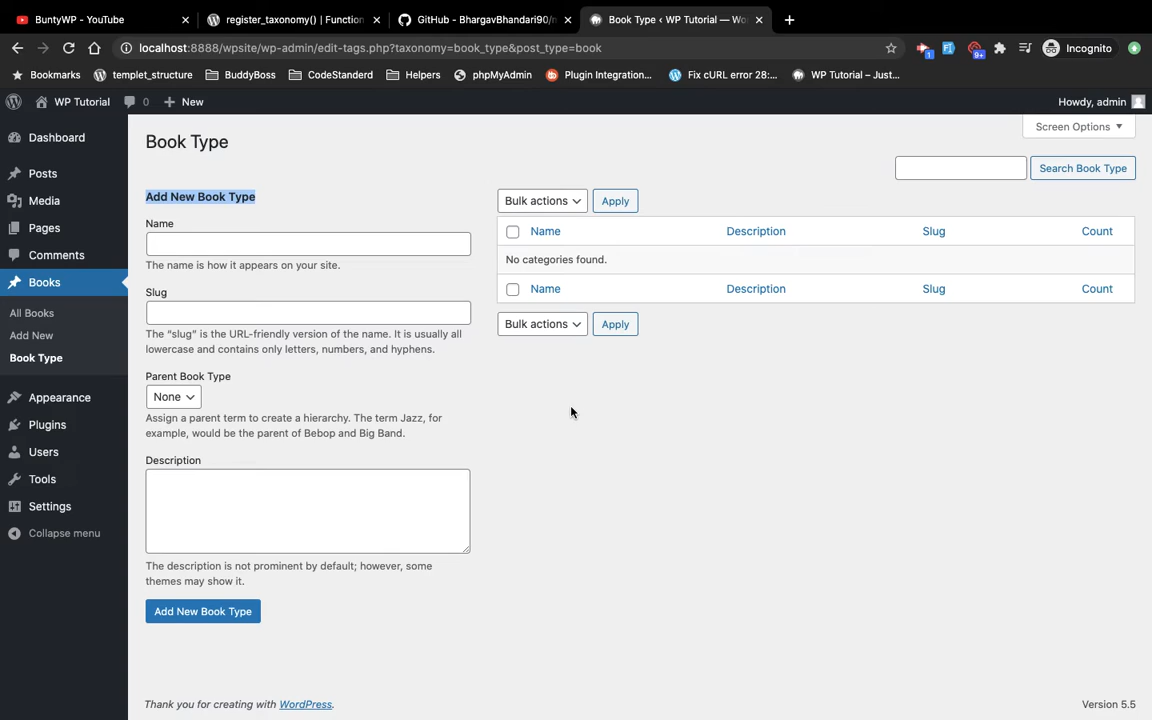 BuntyWP - YouTube
register_taxonomy() | Function
GitHub - BhargavBhandari90/
Book Type ‹ WP Tutorial — Wo
localhost:8888/wpsite/wp-admin/edit-tags.php?taxonomy=book_type&post_type=book
1
9+
Incognito
Bookmarks
templet_structure
BuddyBoss
CodeStanderd
Helpers
phpMyAdmin
Plugin Integration...
Fix cURL error 28:...
WP Tutorial – Just...
WP Tutorial
0
New
Howdy, admin
Dashboard
Posts
Media
Pages
Comments
Books
All Books
Add New
Book Type
Appearance
Plugins
Users
Tools
Settings
Collapse menu
Book Type
Screen Options
Search Book Type
Add New Book Type
Name
The name is how it appears on your site.
Slug
The “slug” is the URL-friendly version of the name. It is usually all
lowercase and contains only letters, numbers, and hyphens.
Parent Book Type
None
Assign a parent term to create a hierarchy. The term Jazz, for
example, would be the parent of Bebop and Big Band.
Description
The description is not prominent by default; however, some
themes may show it.
Add New Book Type
Bulk actions Apply
Name Description Slug Count
No categories found.
Name Description Slug Count
Bulk actions Apply
Thank you for creating with WordPress.
Version 5.5